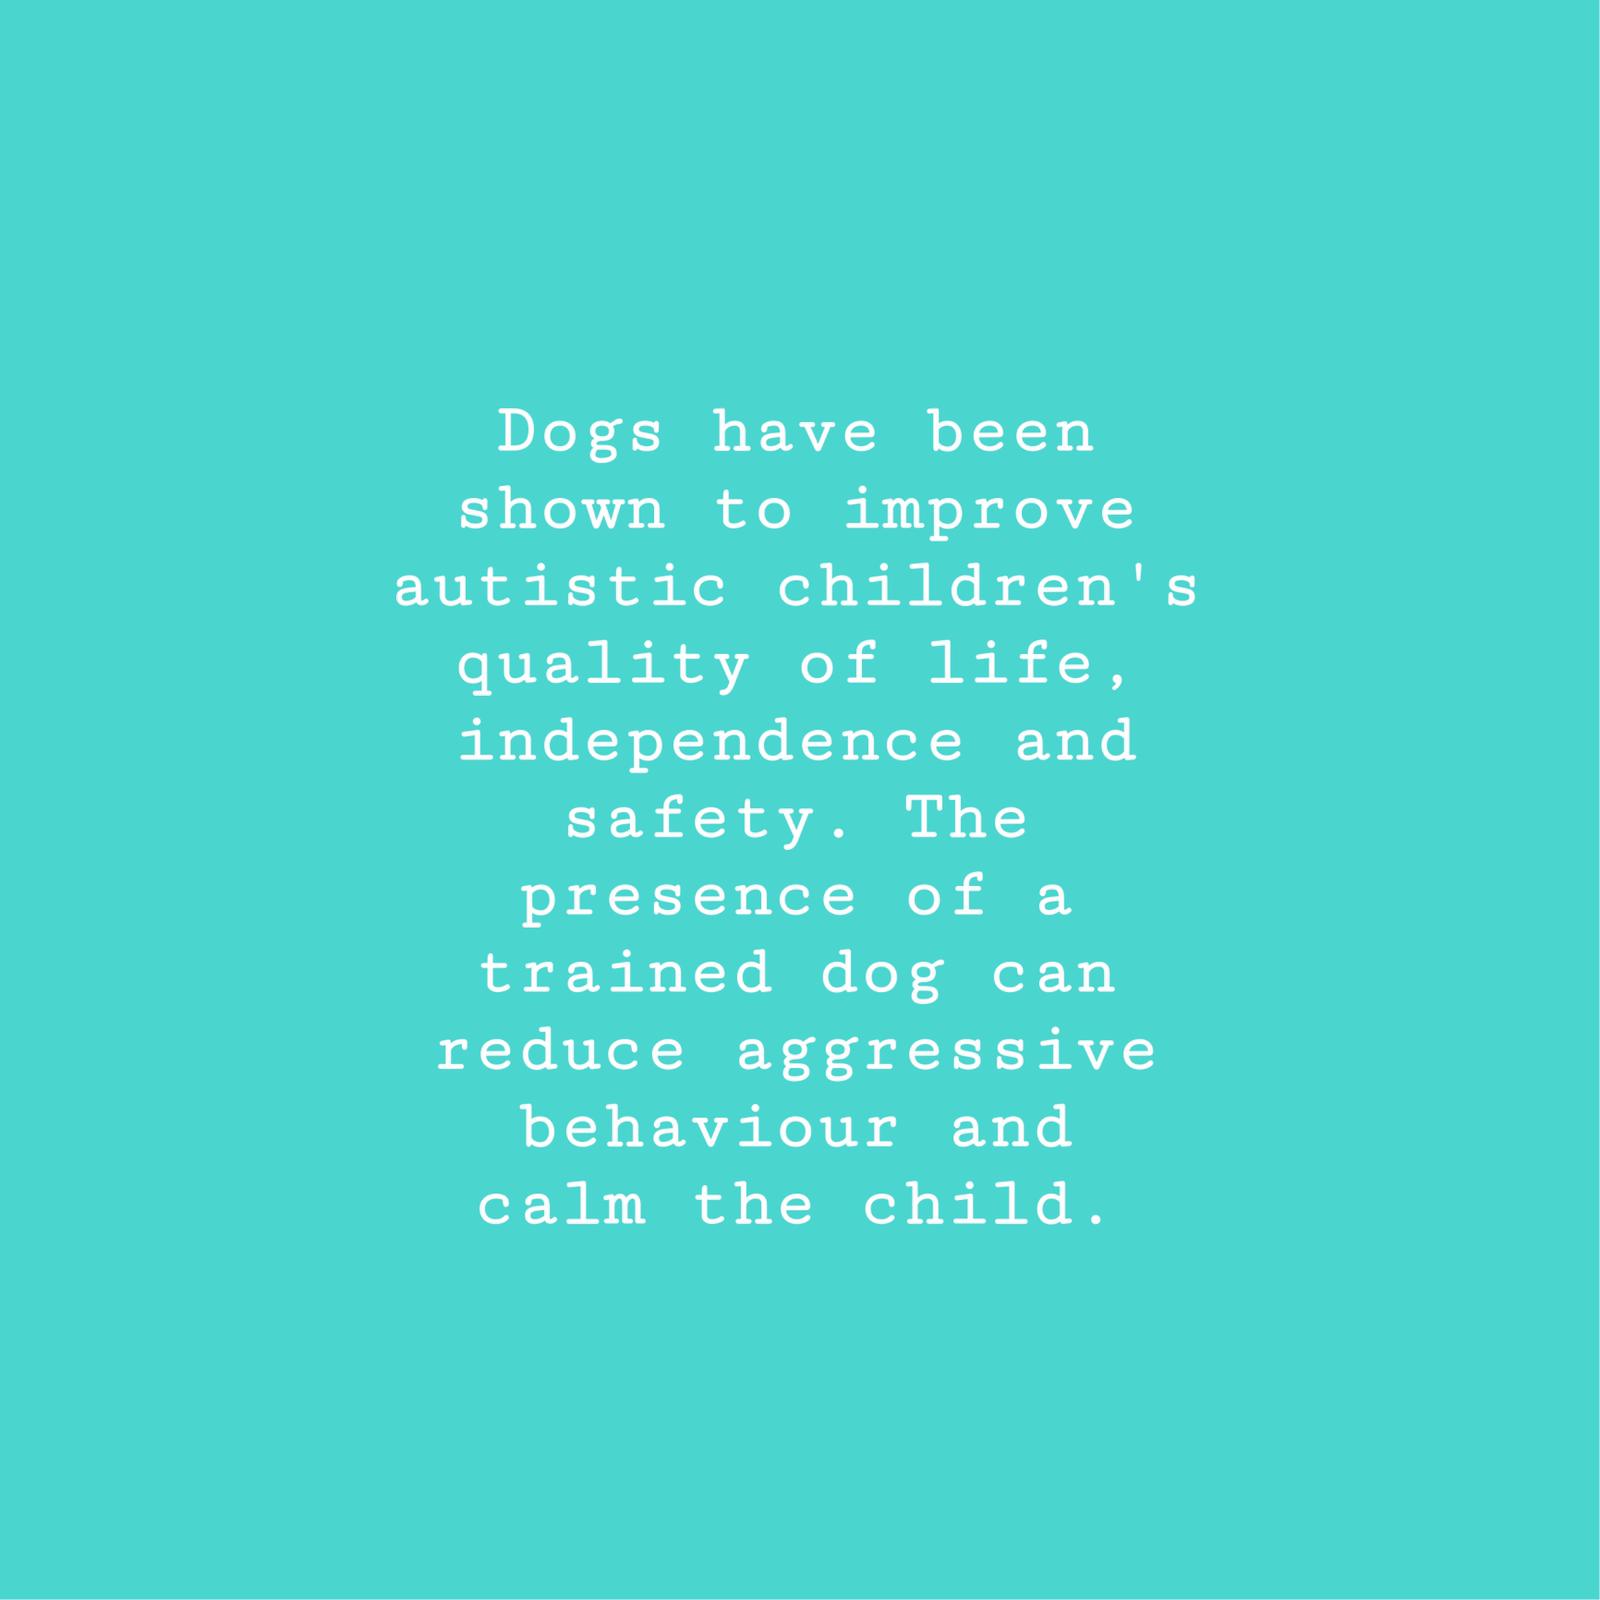 Dogs have been
shown to improve
autistic children's
quality of life,
independence and
safety. The
presence of a
trained dog can
reduce aggressive
behaviour and
calm the child.